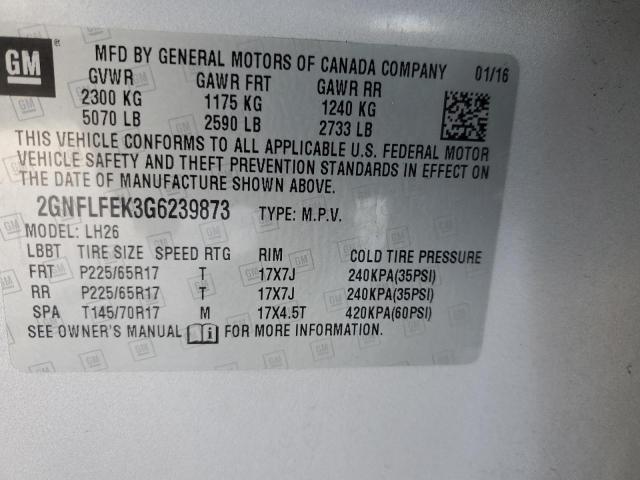 GM
MFD BY GENERAL MOTORS OF CANADA COMPANY 01/16
GVWR GAWR FRT GAWR RR
2300 KG 1175 KG 1240 KG
5070 LB 2590 LB 2733 LB
THIS VEHICLE CONFORMS TO ALL APPLICABLE U.S. FEDERAL MOTOR
VEHICLE SAFETY AND THEFT PREVENTION STANDARDS IN EFFECT ON
THE DATE OF MANUFACTURE SHOWN ABOVE.
2GNFLFEK3G6239873 TYPE: M.P.V.
MODEL: LH26
LBBT TIRE SIZE SPEED RTG RIM COLD TIRE PRESSURE
FRT P225/65R17 T 17X7J 240KPA(35PSI)
RR P225/65R17 T 17X7J 240KPA(35PSI)
SPA T145/70R17 M 17X4.5T 420KPA(60PSI)
SEE OWNER'S MANUAL FOR MORE INFORMATION.